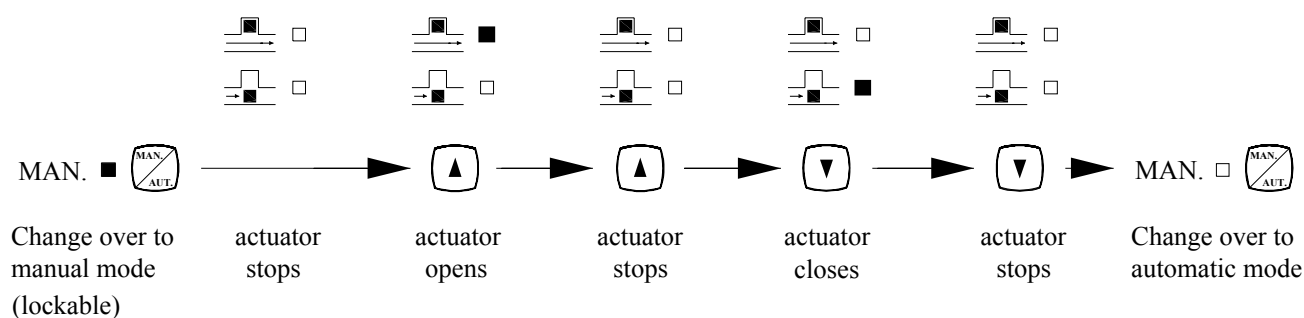 MAN.
MAN.
AUT.
MAN.
MAN.
AUT.
Change over to
manual mode
(lockable)
actuator
stops
actuator
opens
actuator
stops
actuator
closes
actuator
stops
Change over to
automatic mode